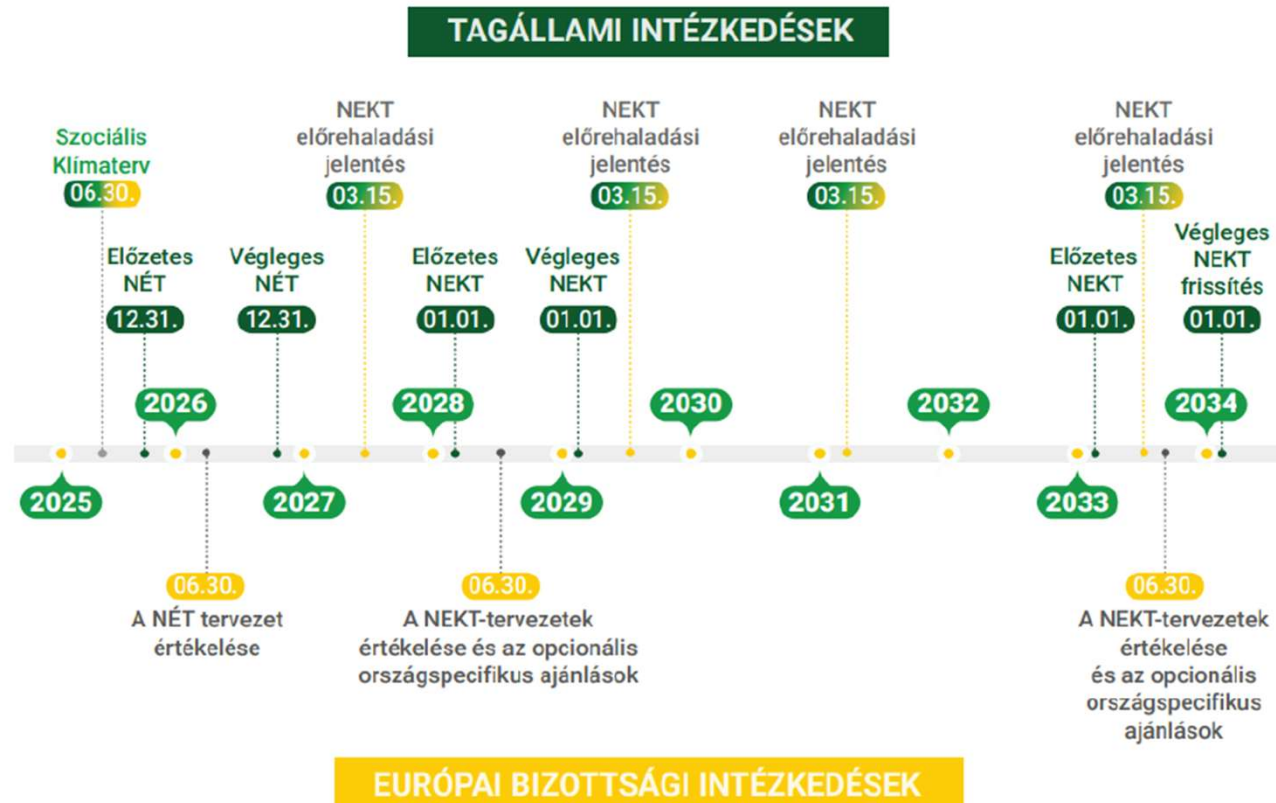 TAGÁLLAMI INTÉZKEDÉSEK
Szociális
Klímaterv
06.30.
NEKT
előrehaladási
jelentés
03.15.
NEKT
előrehaladási
jelentés
03.15.
NEKT
előrehaladási
jelentés
03.15.
NEKT
előrehaladási
jelentés
03.15.
Előzetes
NÉT
12.31.
Végleges
NÉT
12.31.
Előzetes
NEKT
01.01.
Végleges
NEKT
01.01.
Előzetes
NEKT
01.01.
Végleges
NEKT
frissítés
01.01.
2025
2026
2027
2028
2029
2030
2031
2032
2033
2034
06.30.
A NÉT tervezet
értékelése
06.30.
A NEKT-tervezetek
értékelése és az opcionális
országspecifikus ajánlások
06.30.
A NEKT-tervezetek
értékelése
és az opcionális
országspecifikus
ajánlások
EURÓPAI BIZOTTSÁGI INTÉZKEDÉSEK